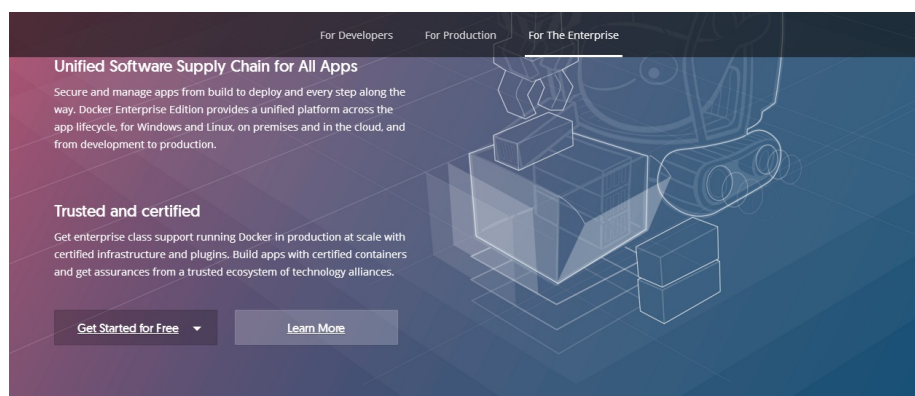 For Developers For Production For The Enterprise
Unified Software Supply Chain for All Apps
Secure and manage apps from build to deploy and every step along the
way. Docker Enterprise Edition provides a unified platform across the
app lifecycle, for Windows and Linux, on premises and in the cloud, and
from development to production.
Trusted and certified
Get enterprise class support running Docker in production at scale with
certified infrastructure and plugins. Build apps with certified containers
and get assurances from a trusted ecosystem of technology alliances.
Get Started for Free Learn More